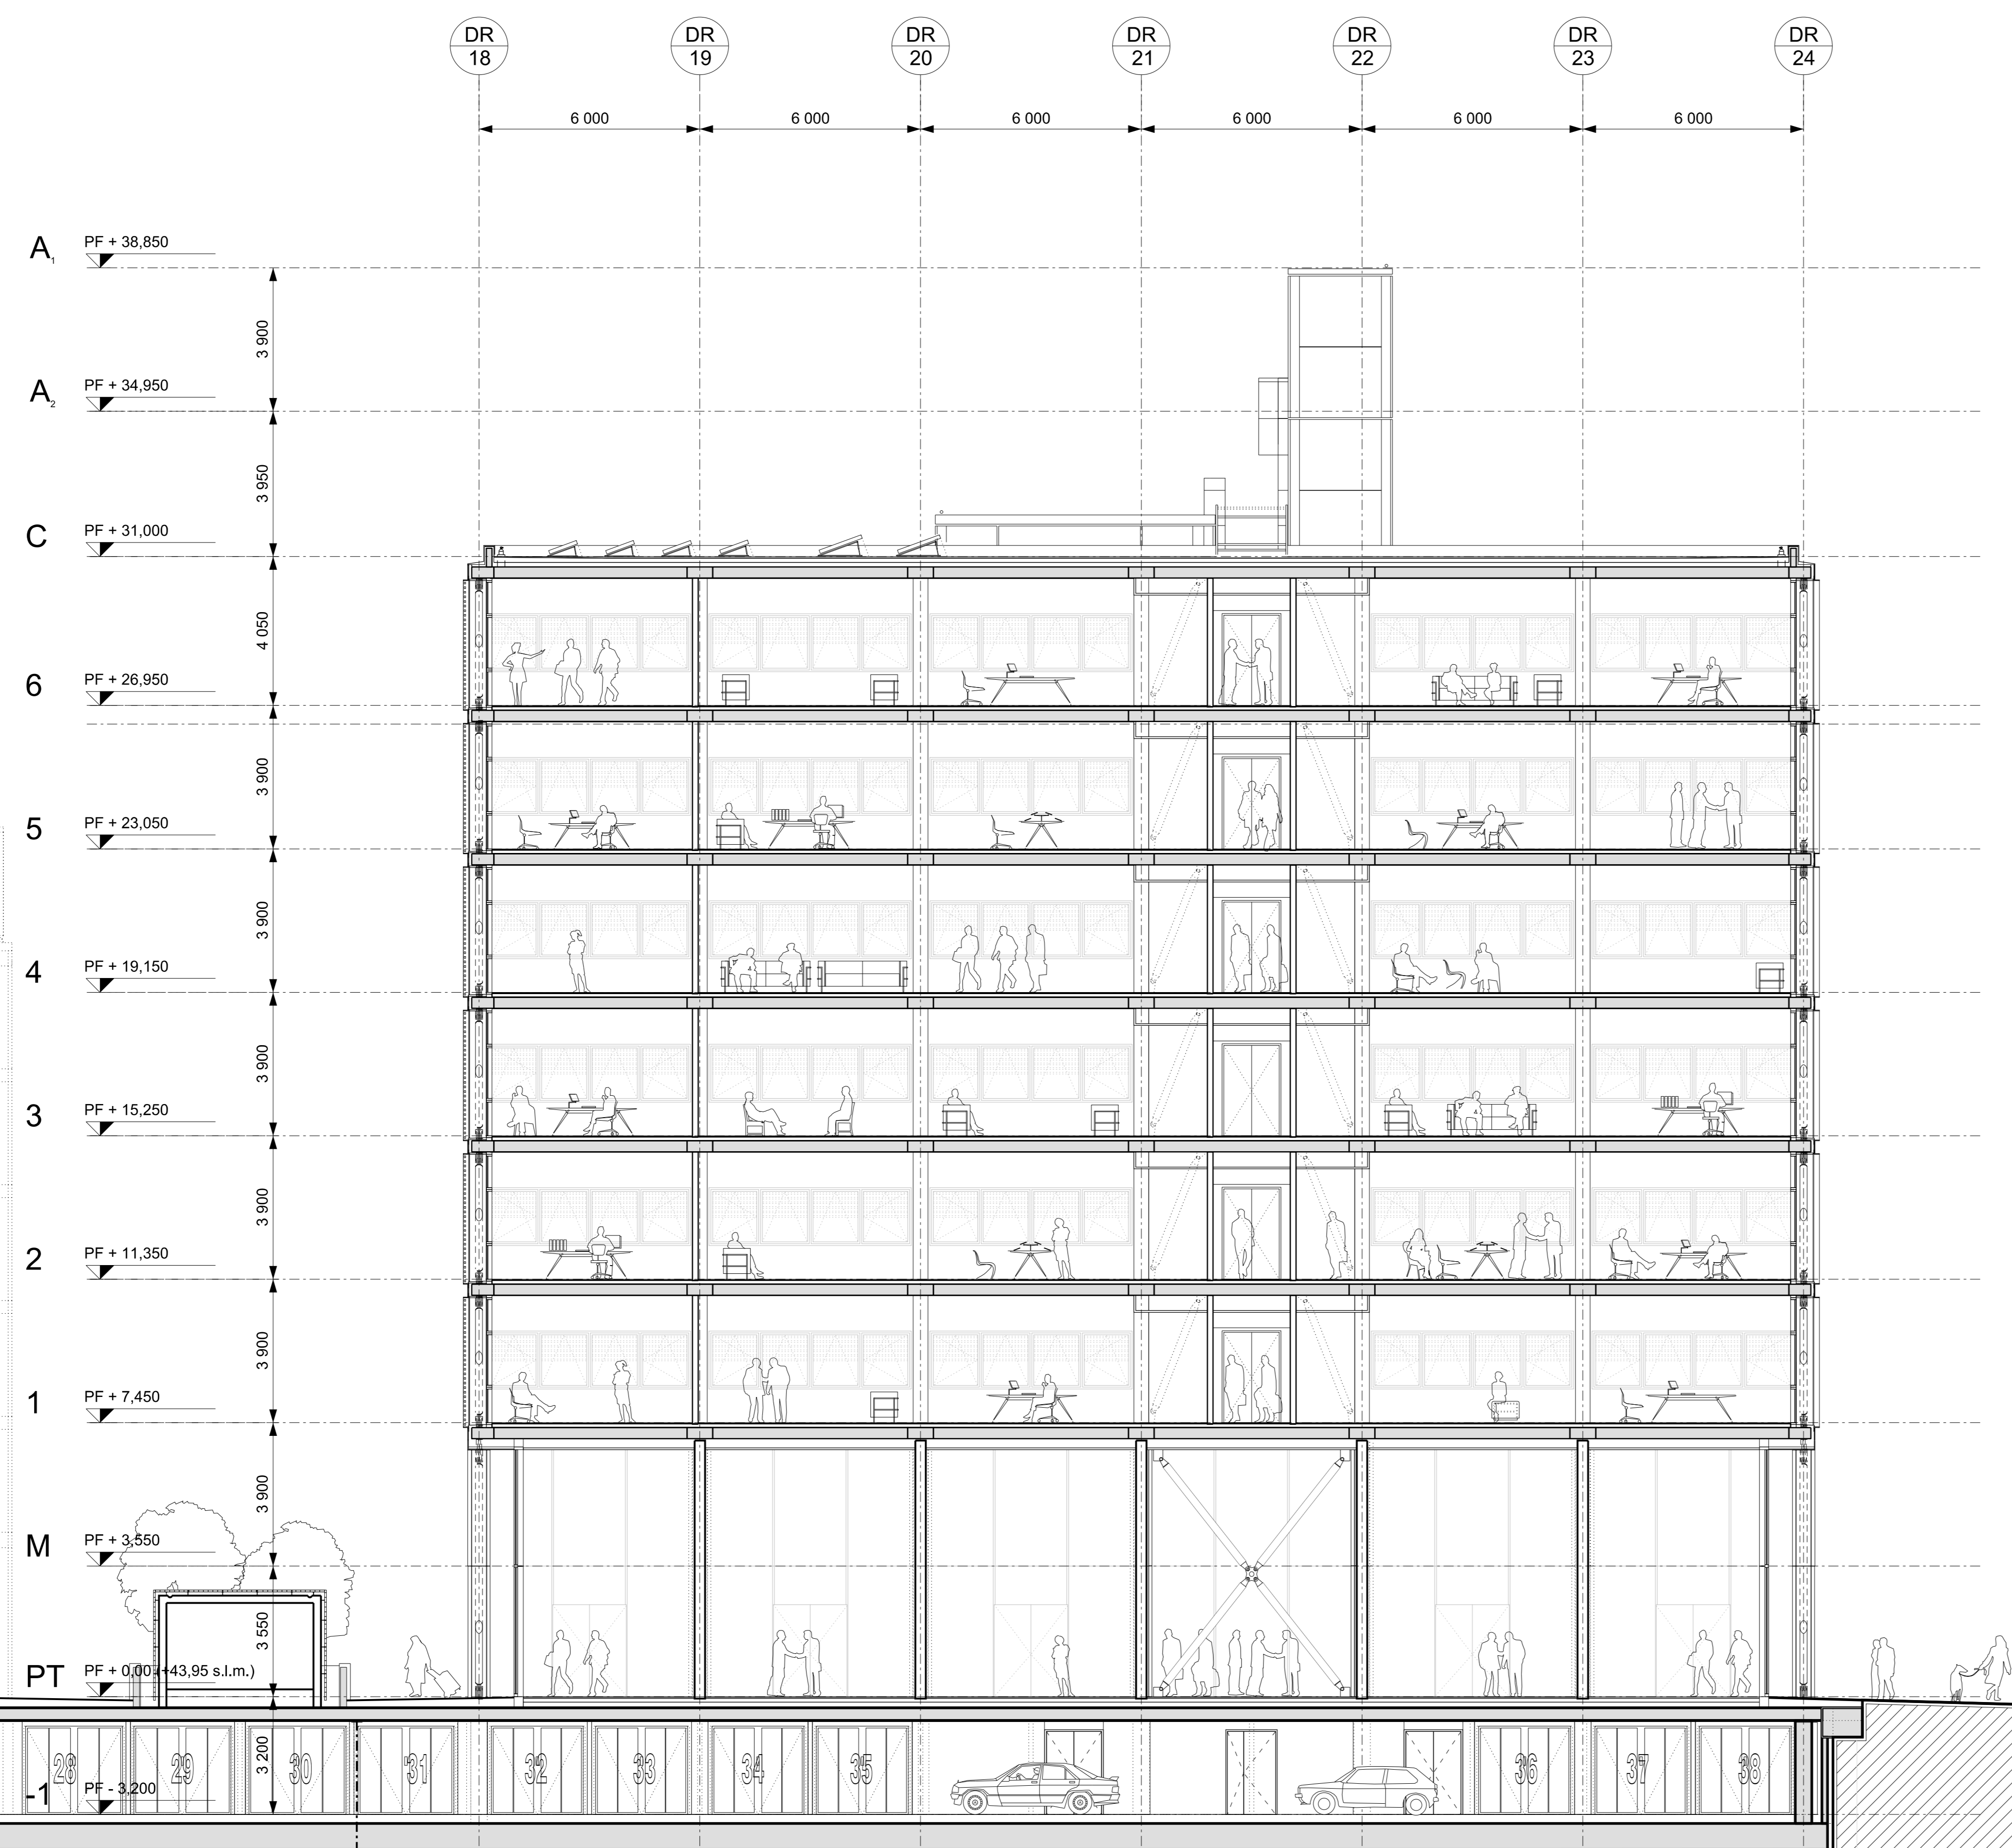 DR DR DR DR DR DR DR
18 19 20 21 22 23 24
6 000 6 000 6 000 6 000 6 000 6 000
A1 PF + 38,850
3 900
A2 PF + 34,950
3 950
C PF + 31,000
4 050
6 PF + 26,950
3 900
5 PF + 23,050
3 900
4 PF + 19,150
3 900
3 PF + 15,250
3 900
2 PF + 11,350
3 900
1 PF + 7,450
3 900
M PF + 3,550
3 550
PT PF + 0,00 (+43,95 s.l.m.)
3 200
28 29 30 31 32 33 34 35 36 37 38
-1 PF - 3,200